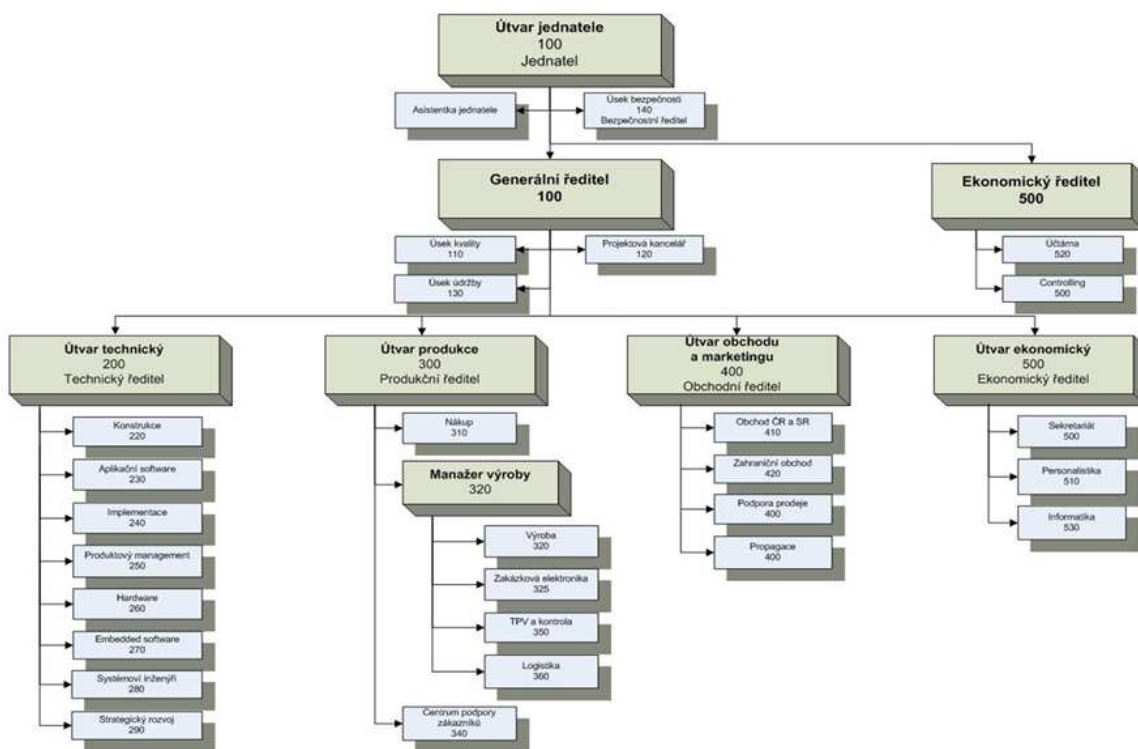 Útvar jednatele
100
Jednatel
Asistentka jednatele
Úsek bezpečnosti
140
Bezpečnostní ředitel
Generální ředitel
100
Ekonomický ředitel
500
Úsek kvality
110
Projektová kancelář
120
Úsek údržby
130
Účtárna
520
Controlling
500
Útvar technický
200
Technický ředitel
Konstrukce
220
Aplikační software
230
Implementace
240
Produktový management
250
Hardware
260
Embedded software
270
Systémoví inženýři
280
Strategický rozvoj
290
Útvar produkce
300
Produkční ředitel
Nákup
310
Manažer výroby
320
Výroba
320
Zakázková elektronika
325
TPV a kontrola
350
Logistika
360
Centrum podpory
zákazníků
340
Útvar obchodu
a marketingu
400
Obchodní ředitel
Obchod ČR a SR
410
Zahraniční obchod
420
Podpora prodeje
400
Propagace
400
Útvar ekonomický
500
Ekonomický ředitel
Sekretariát
500
Personalistika
510
Informatika
530